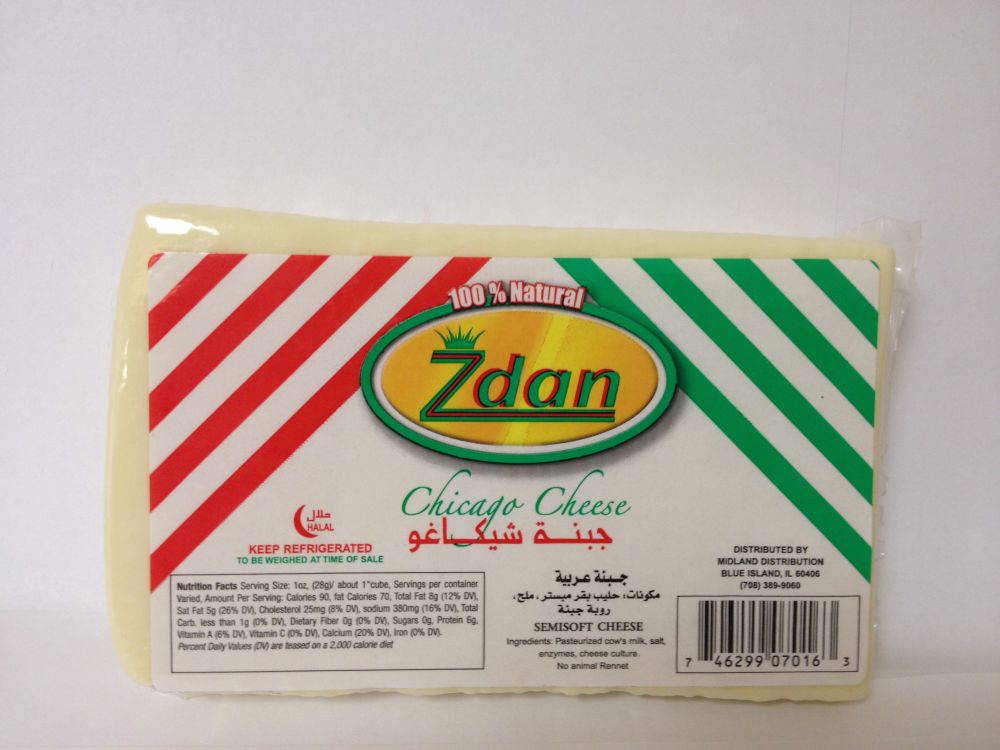 100 % Natural
Zdan
Chicago Cheese
جبنة شيكاغو
حلال
HALAL
KEEP REFRIGERATED
TO BE WEIGHED AT TIME OF SALE
Nutrition Facts Serving Size: 1oz, (28g)/ about 1"cube, Servings per container
Varied, Amount Per Serving: Calories 90, fat Calories 70, Total Fat 8g (12% DV),
Sat Fat 5g (26% DV), Cholesterol 25mg (8% DV), sodium 380mg (16% DV), Total
Carb. less than 1g (0% DV), Dietary Fiber 0g (0% DV), Sugars 0g, Protein 6g,
Vitamin A (6% DV), Vitamin C (0% DV), Calcium (20% DV), Iron (0% DV).
Percent Daily Values (DV) are teased on a 2,000 calorie diet
جبنة عربية
مكونات: حليب بقر مبستر، ملح،
روبة جبنة
SEMISOFT CHEESE
Ingredients: Pasteurized cow's milk, salt,
enzymes, cheese culture.
No animal Rennet
DISTRIBUTED BY
MIDLAND DISTRIBUTION
BLUE ISLAND, IL 60406
(708) 389-9060
7 46299 07016 3